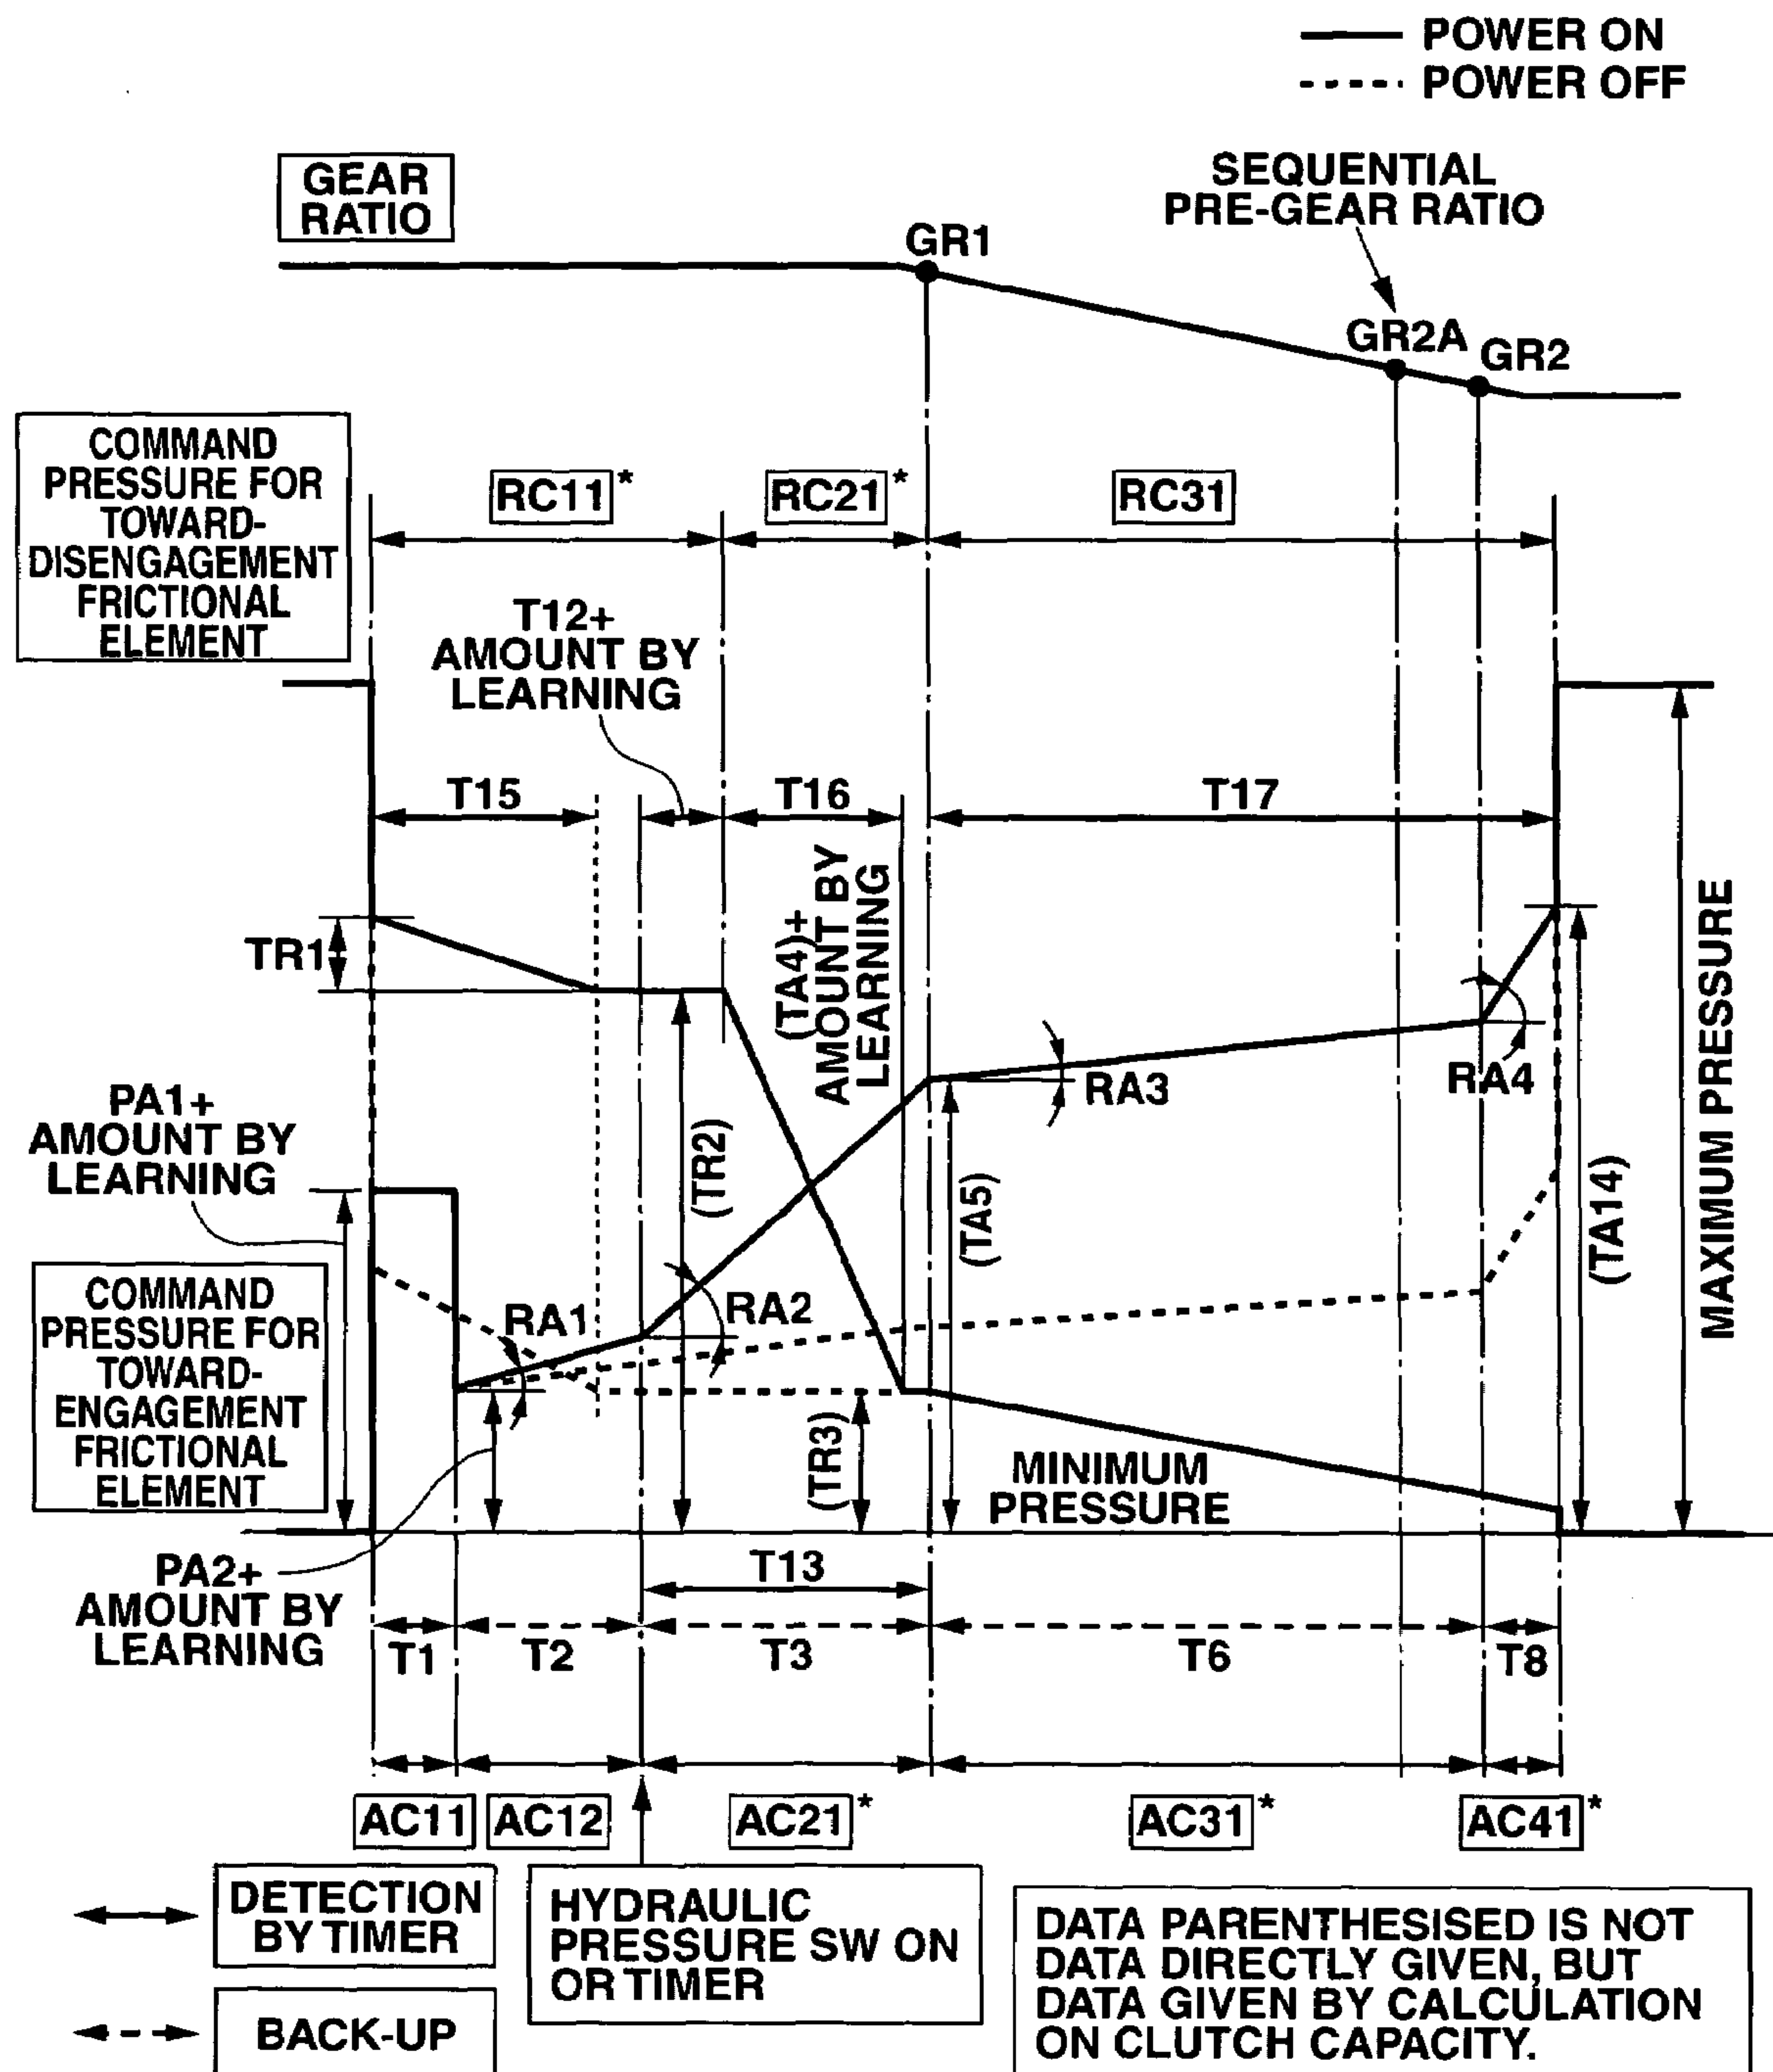 POWER ON
POWER OFF
GEAR
RATIO
SEQUENTIAL
PRE-GEAR RATIO
GR1
GR2A
GR2
COMMAND
PRESSURE FOR
TOWARD-
DISENGAGEMENT
FRICTIONAL
ELEMENT
RC11*
RC21*
RC31
T12+
AMOUNT BY
LEARNING
T15
T16
T17
TR1
(TA4)+
AMOUNT BY
LEARNING
MAXIMUM PRESSURE
RA3
RA4
PA1+
AMOUNT BY
LEARNING
(TR2)
(TA5)
(TA14)
COMMAND
PRESSURE FOR
TOWARD-
ENGAGEMENT
FRICTIONAL
ELEMENT
RA1
RA2
(TR3)
MINIMUM
PRESSURE
PA2+
AMOUNT BY
LEARNING
T13
T1
T2
T3
T6
T8
AC11
AC12
AC21*
AC31*
AC41*
DETECTION
BY TIMER
BACK-UP
HYDRAULIC
PRESSURE SW ON
OR TIMER
DATA PARENTHESISED IS NOT
DATA DIRECTLY GIVEN, BUT
DATA GIVEN BY CALCULATION
ON CLUTCH CAPACITY.